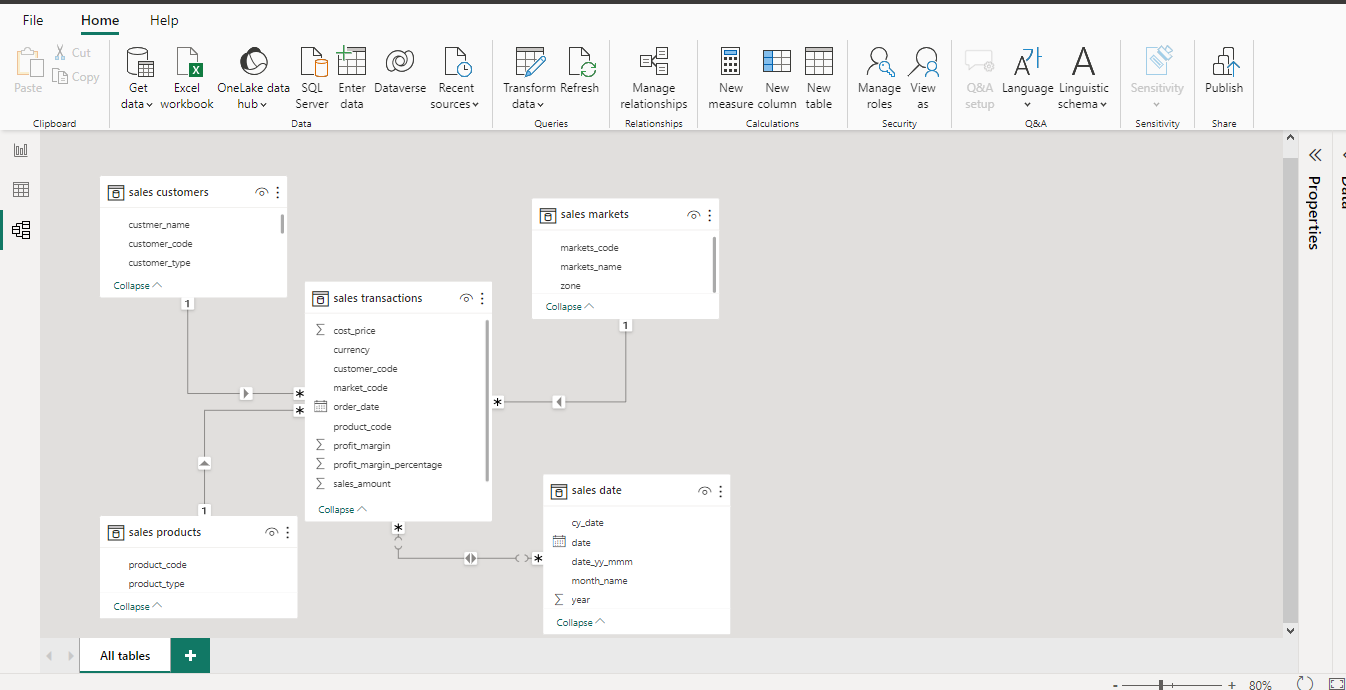 File Home Help
Paste Cut Copy
Clipboard
Get data
Excel workbook
OneLake data hub
SQL Server
Enter data
Dataverse
Recent sources
Data
Transform data
Refresh
Queries
Manage relationships
Relationships
New measure
New column
New table
Calculations
Manage roles
View as
Security
Q&A setup
Language
Linguistic schema
Q&A
Sensitivity
Sensitivity
Publish
Share
sales customers
custmer_name
customer_code
customer_type
Collapse
1
*
sales markets
markets_code
markets_name
zone
Collapse
1
*
sales transactions
cost_price
currency
customer_code
market_code
order_date
product_code
profit_margin
profit_margin_percentage
sales_amount
Collapse
*
*
1
sales products
product_code
product_type
Collapse
*
sales date
cy_date
date
date_yy_mmm
month_name
year
Collapse
Properties
Data
All tables +
- + 80%